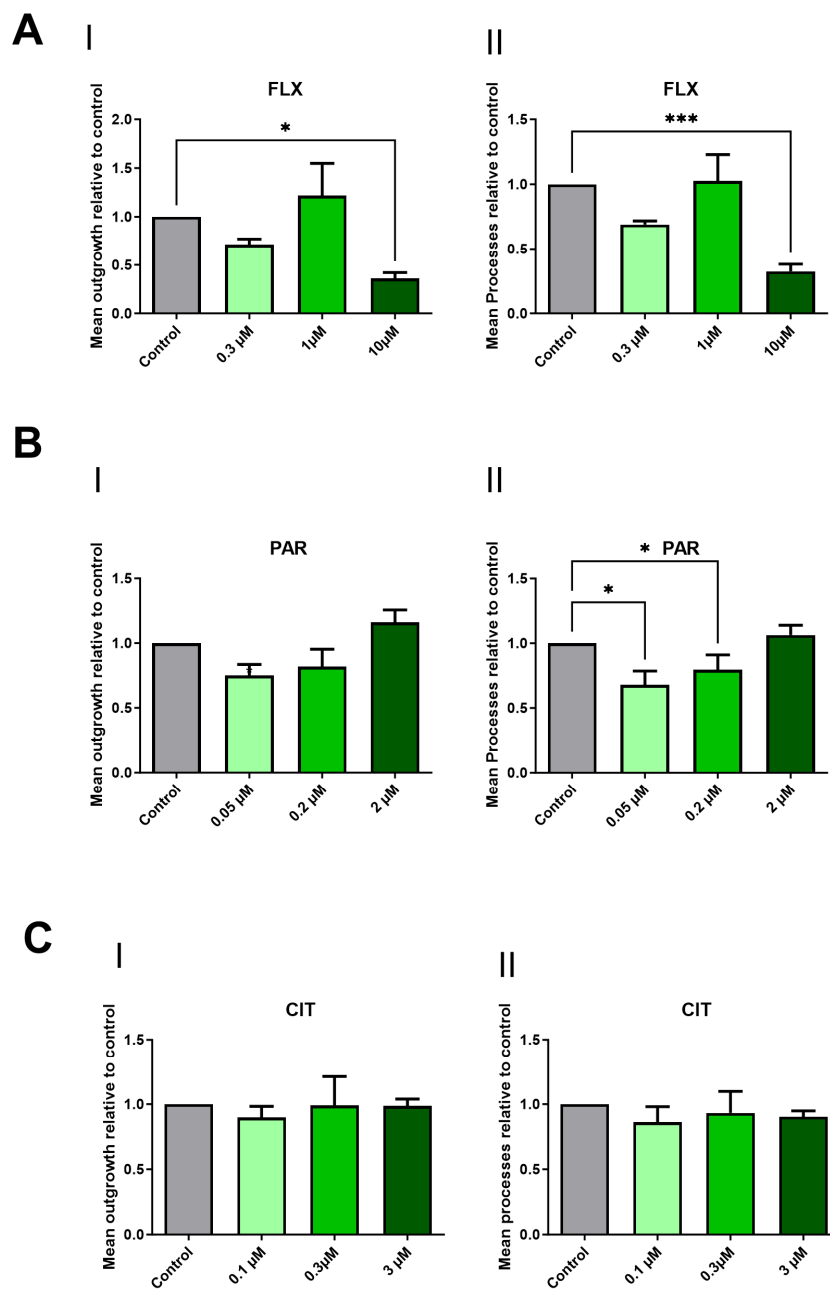 A
I
II
FLX
Mean outgrowth relative to control
2.0
1.5
1.0
0.5
0.0
*
Control
0.3 µM
1µM
10µM
FLX
Mean Processes relative to control
1.5
1.0
0.5
0.0
***
Control
0.3 µM
1µM
10µM
B
I
II
PAR
Mean outgrowth relative to control
1.5
1.0
0.5
0.0
*
Control
0.05 µM
0.2 µM
2 µM
* PAR
Mean Processes relative to control
1.5
1.0
0.5
0.0
*
Control
0.05 µM
0.2 µM
2 µM
C
I
II
CIT
Mean outgrowth relative to control
1.5
1.0
0.5
0.0
Control
0.1 µM
0.3µM
3 µM
CIT
Mean processes relative to control
1.5
1.0
0.5
0.0
Control
0.1 µM
0.3µM
3 µM